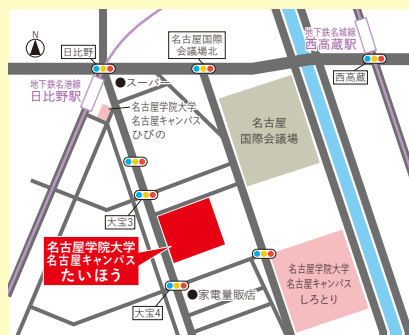 N
日比野
名古屋国際
会議場北
地下鉄名城線
西高蔵駅
地下鉄名港線
日比野駅
●スーパー
西高蔵
名古屋学院大学
名古屋キャンパス
ひびの
名古屋
国際会議場
大宝3
名古屋学院大学
名古屋キャンパス
たいほう
名古屋学院大学
名古屋キャンパス
しろとり
●家電量販店
大宝4